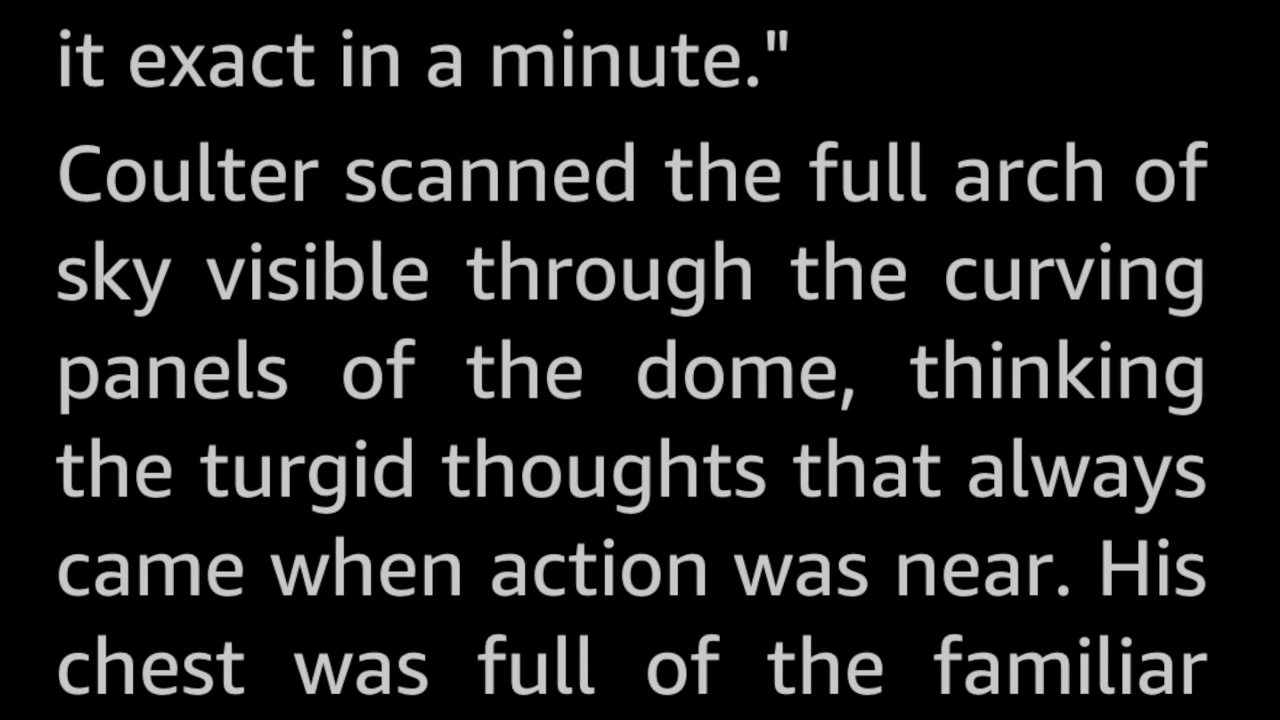 it exact in a minute."
Coulter scanned the full arch of
sky visible through the curving
panels of the dome, thinking
the turgid thoughts that always
came when action was near. His
chest was full of the familiar